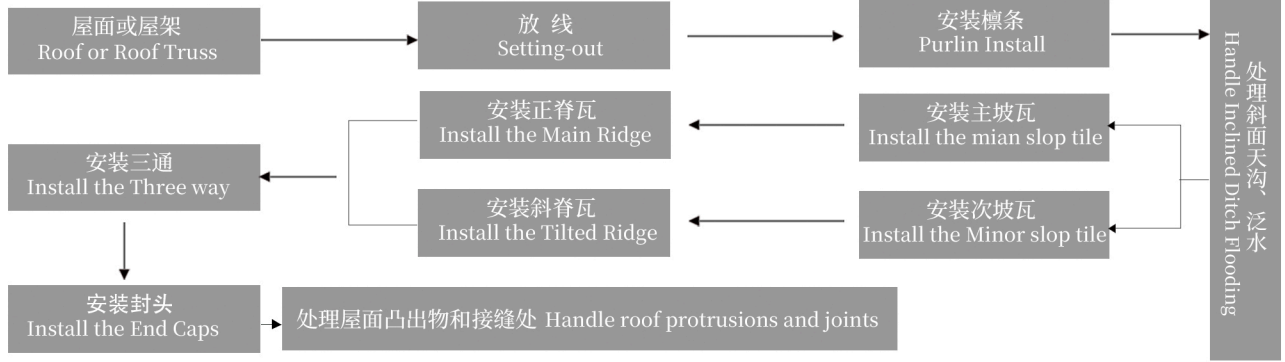 屋面或屋架
Roof or Roof Truss
放 线
Setting-out
安装檩条
Purlin Install
处理斜面天沟、泛水
Handle Inclined Ditch Flooding
安装主坡瓦
Install the mian slop tile
安装次坡瓦
Install the Minor slop tile
安装正脊瓦
Install the Main Ridge
安装斜脊瓦
Install the Tilted Ridge
安装三通
Install the Three way
安装封头
Install the End Caps
处理屋面凸出物和接缝处 Handle roof protrusions and joints